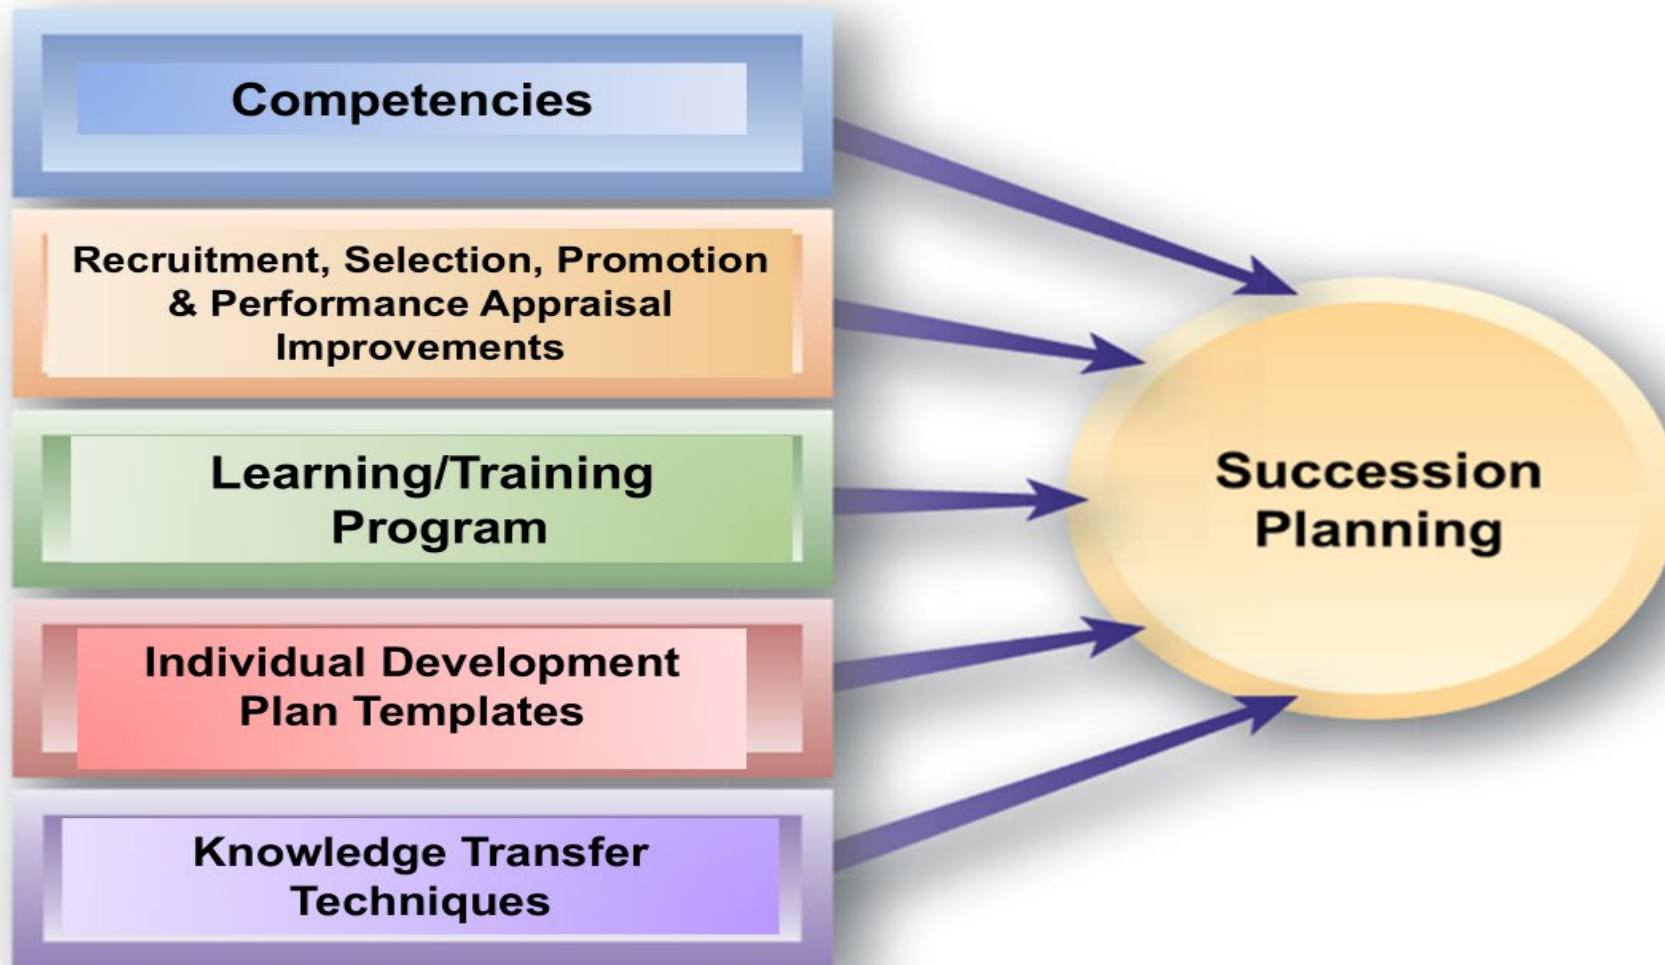 Competencies
Recruitment, Selection, Promotion
& Performance Appraisal
Improvements
Learning/Training
Program
Individual Development
Plan Templates
Knowledge Transfer
Techniques
Succession
Planning